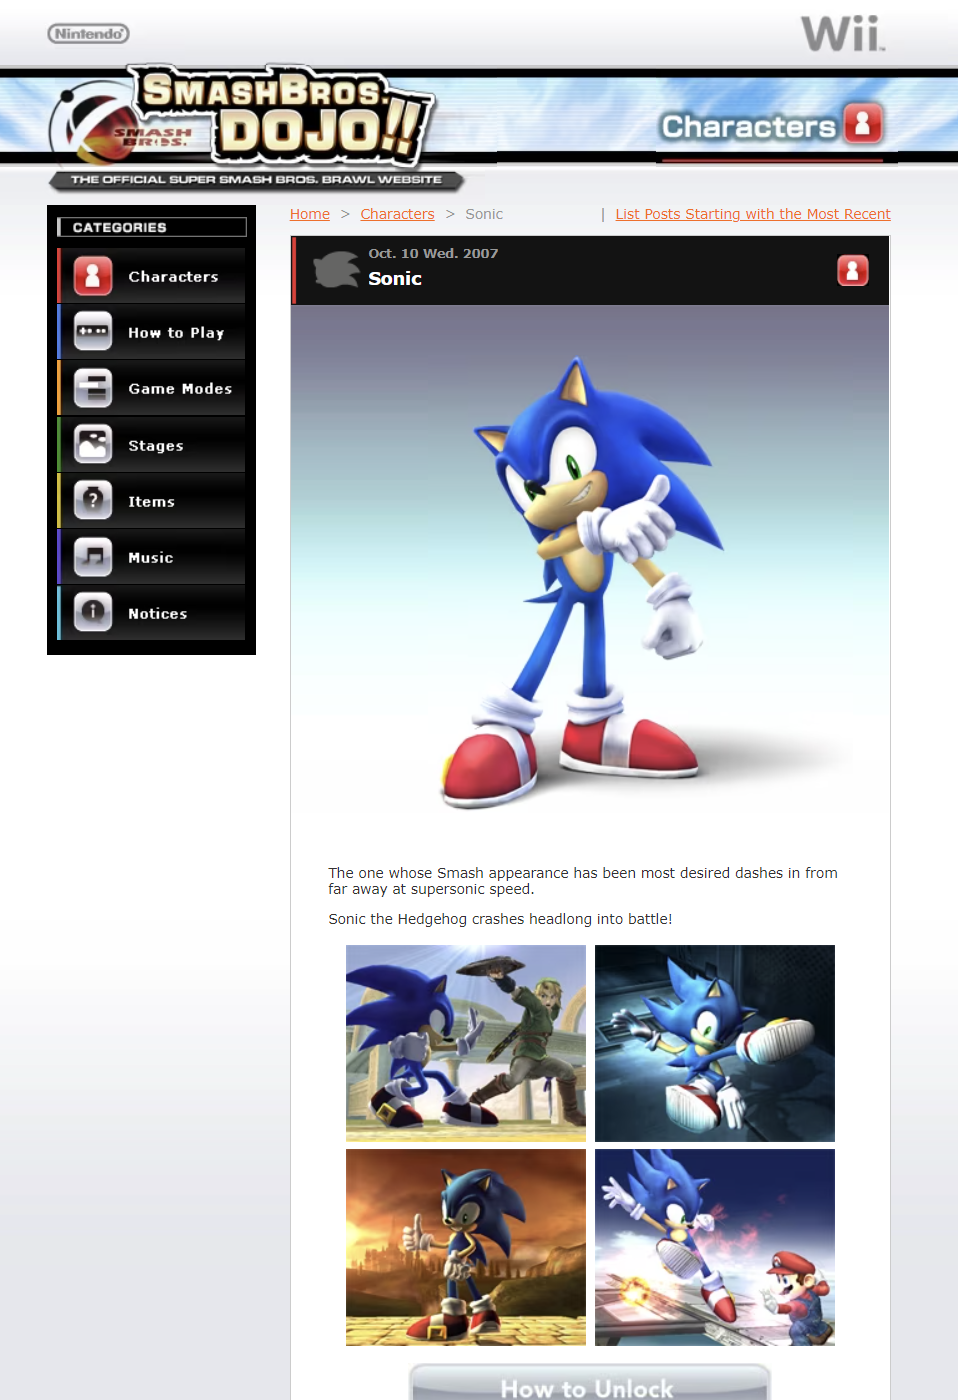 Nintendo
Wii
SMASH BROS.
DOJO!!
SMASH
BROS.
Characters
THE OFFICIAL SUPER SMASH BROS. BRAWL WEBSITE
CATEGORIES
Characters
How to Play
Game Modes
Stages
Items
Music
Notices
Home > Characters > Sonic | List Posts Starting with the Most Recent
Oct. 10 Wed. 2007
Sonic
The one whose Smash appearance has been most desired dashes in from
far away at supersonic speed.
Sonic the Hedgehog crashes headlong into battle!
How to Unlock